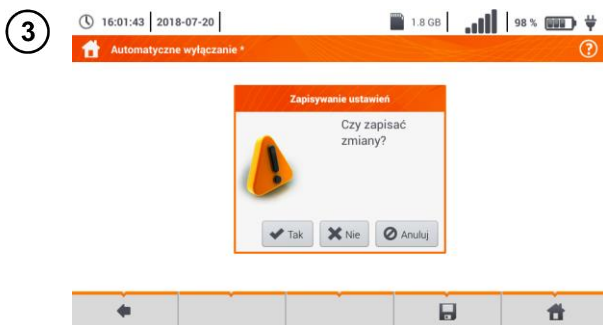 3
16:01:43 2018-07-20 1.8 GB 98 %
Automatyczne wyłączanie * ?
Zapisywanie ustawień
Czy zapisać
zmiany?
Tak Nie Anuluj